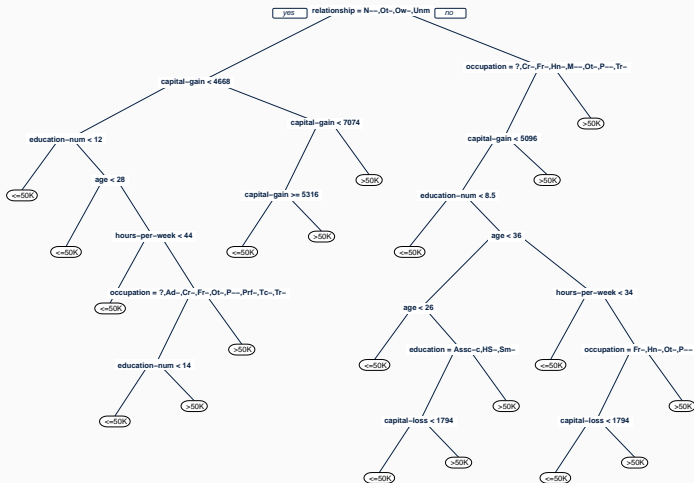 yes relationship = N−−,Ot−,Ow−,Unm no
occupation = ?,Cr−,Fr−,Hn−,M−−,Ot−,P−−,Tr−
capital−gain < 4668
capital−gain < 7074
>50K
education−num < 12
capital−gain < 5096
age < 28
>50K
>50K
<=50K
capital−gain >= 5316
education−num < 8.5
hours−per−week < 44
>50K
age < 36
<=50K
<=50K
<=50K
occupation = ?,Ad−,Cr−,Fr−,Ot−,P−−,Prf−,Tc−,Tr−
hours−per−week < 34
<=50K
age < 26
>50K
education = Assc−c,HS−,Sm−
occupation = Fr−,Hn−,Ot−,P−−
education−num < 14
<=50K
<=50K
>50K
>50K
>50K
<=50K
capital−loss < 1794
capital−loss < 1794
>50K
>50K
<=50K
<=50K